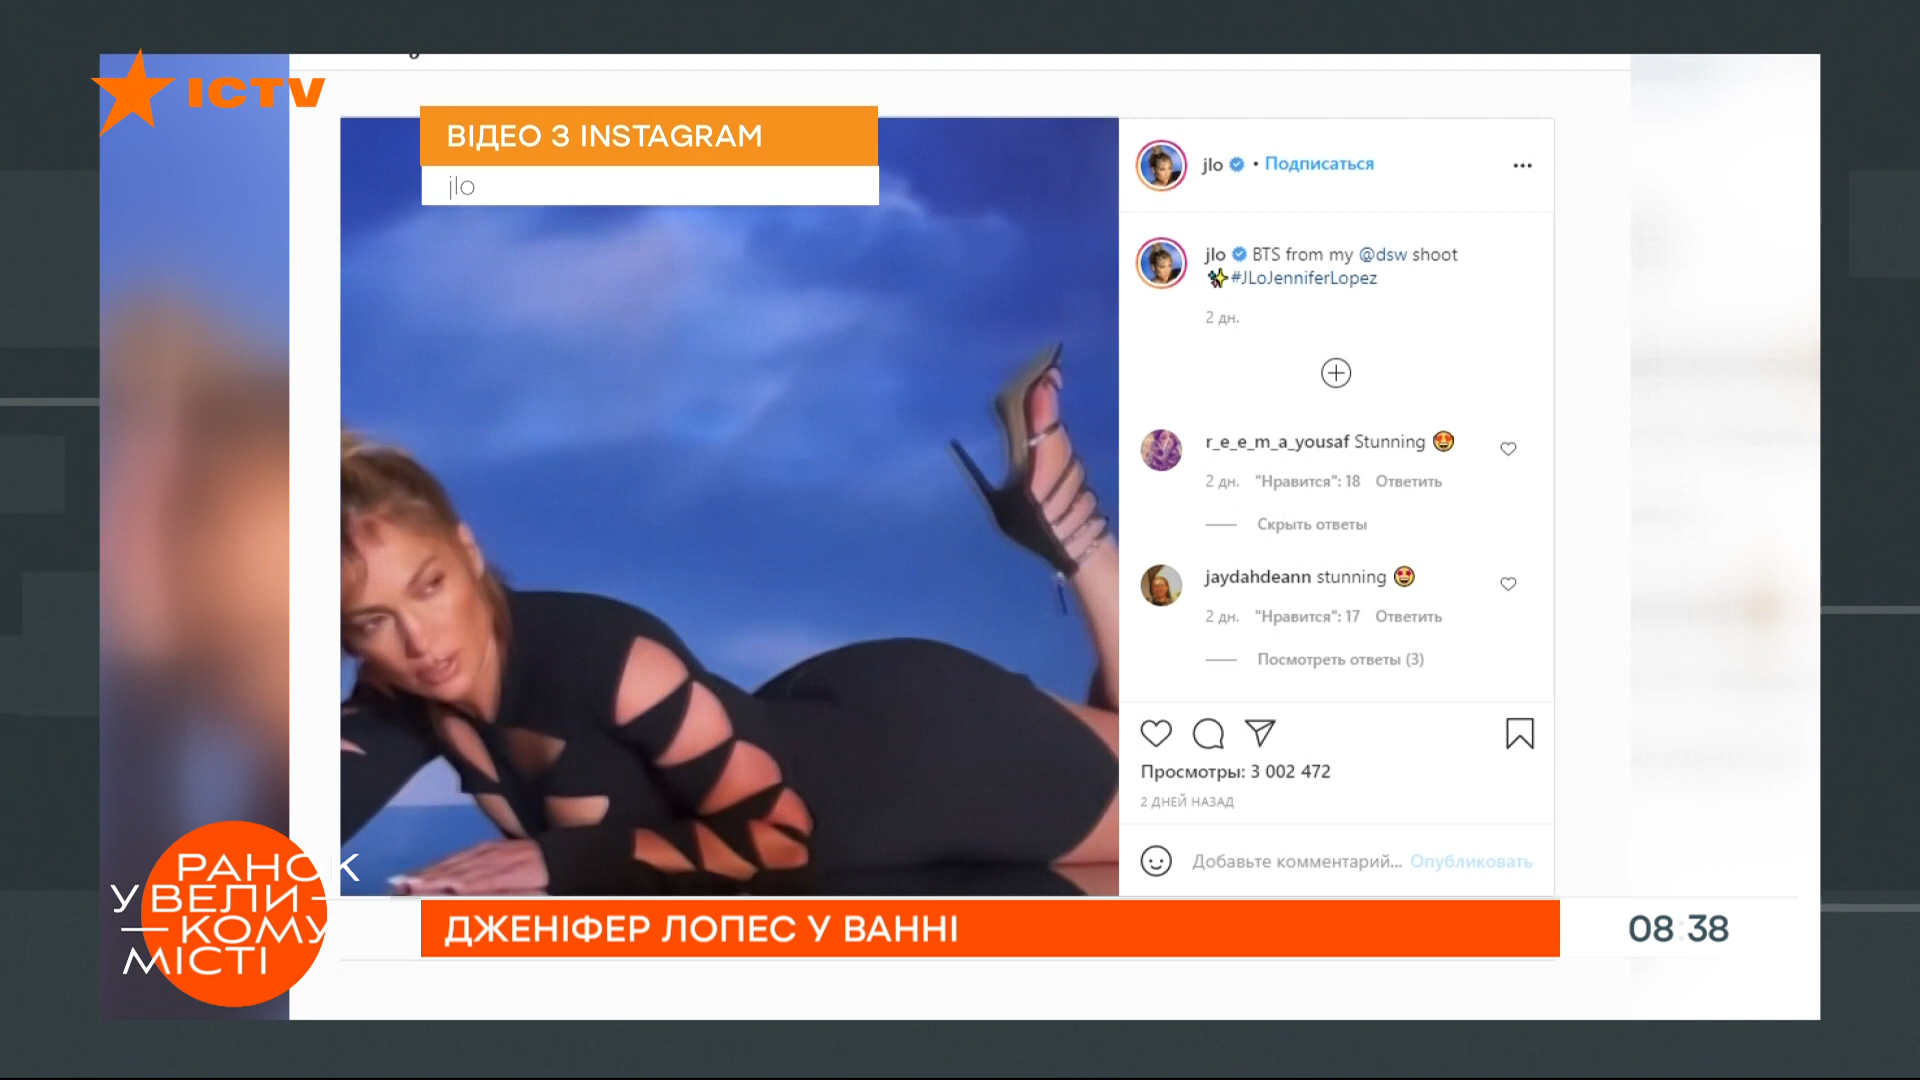 ICTV
ВІДЕО З INSTAGRAM
jlo
jlo • Подписаться
jlo BTS from my @dsw shoot
✨#JLoJenniferLopez
2 дн.
r_e_e_m_a_yousaf Stunning 🤩
2 дн. "Нравится": 18 Ответить
Скрыть ответы
jaydahdeann stunning 🤩
2 дн. "Нравится": 17 Ответить
Посмотреть ответы (3)
Просмотры: 3 002 472
2 ДНЕЙ НАЗАД
Добавьте комментарий... Опубликовать
РАНОК
У ВЕЛИ–
—КОМУ
МІСТІ
ДЖЕНІФЕР ЛОПЕС У ВАННІ
08:38